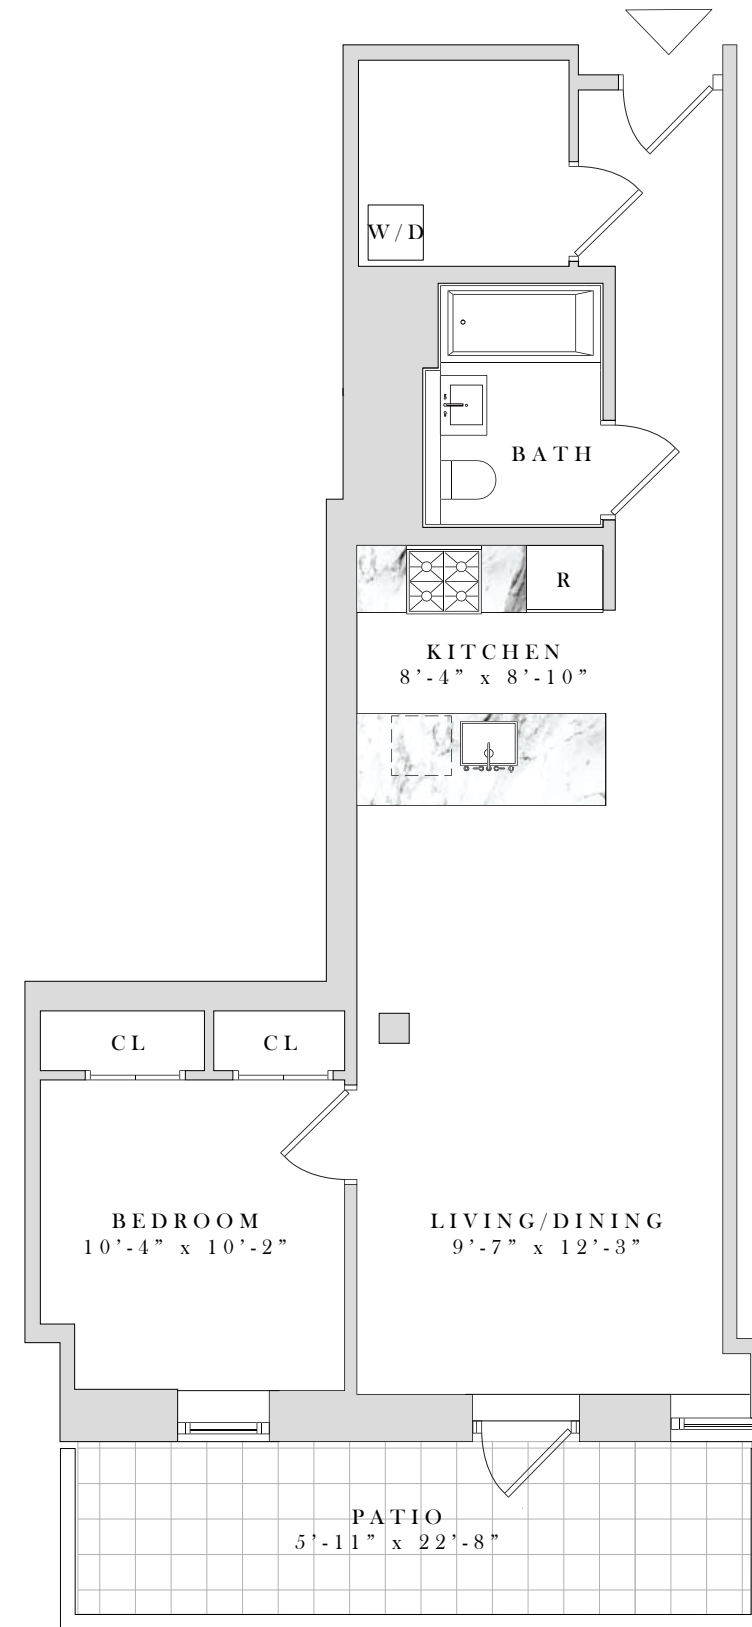 W/D
BATH
R
KITCHEN
8’-4” x 8’-10”
CL
CL
BEDROOM
10’-4” x 10’-2”
LIVING/DINING
9’-7” x 12’-3”
PATIO
5’-11” x 22’-8”